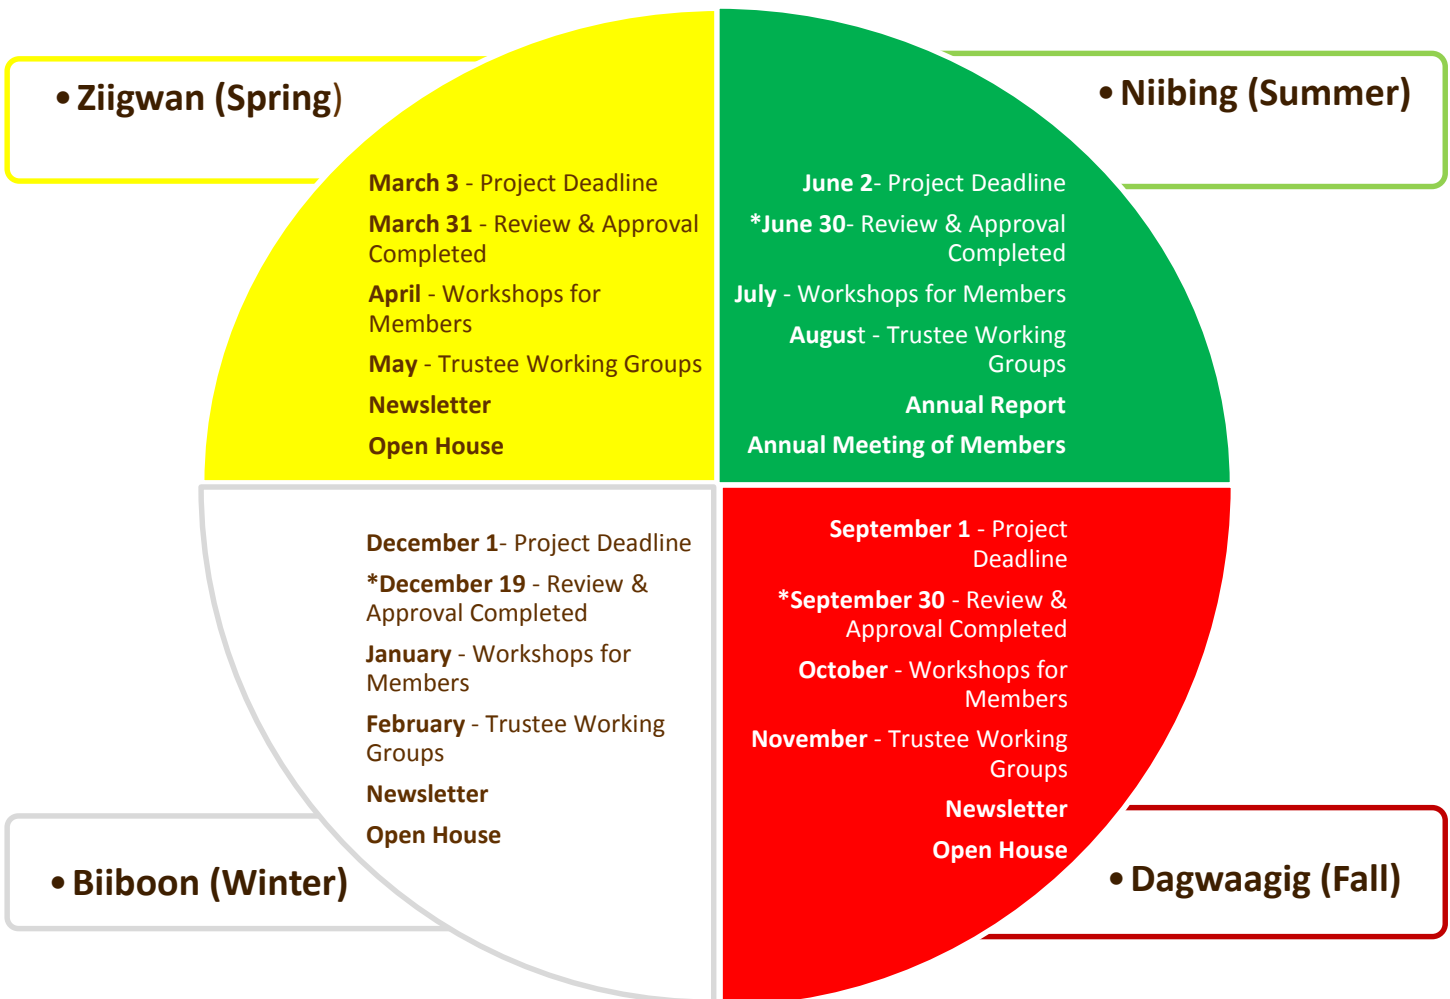 • Ziigwan (Spring)
March 3 - Project Deadline
March 31 - Review & Approval
Completed
April - Workshops for
Members
May - Trustee Working Groups
Newsletter
Open House
• Niibing (Summer)
June 2- Project Deadline
*June 30- Review & Approval
Completed
July - Workshops for Members
August - Trustee Working
Groups
Annual Report
Annual Meeting of Members
December 1- Project Deadline
*December 19 - Review &
Approval Completed
January - Workshops for
Members
February - Trustee Working
Groups
Newsletter
Open House
• Biiboon (Winter)
September 1 - Project
Deadline
*September 30 - Review &
Approval Completed
October - Workshops for
Members
November - Trustee Working
Groups
Newsletter
Open House
• Dagwaagig (Fall)